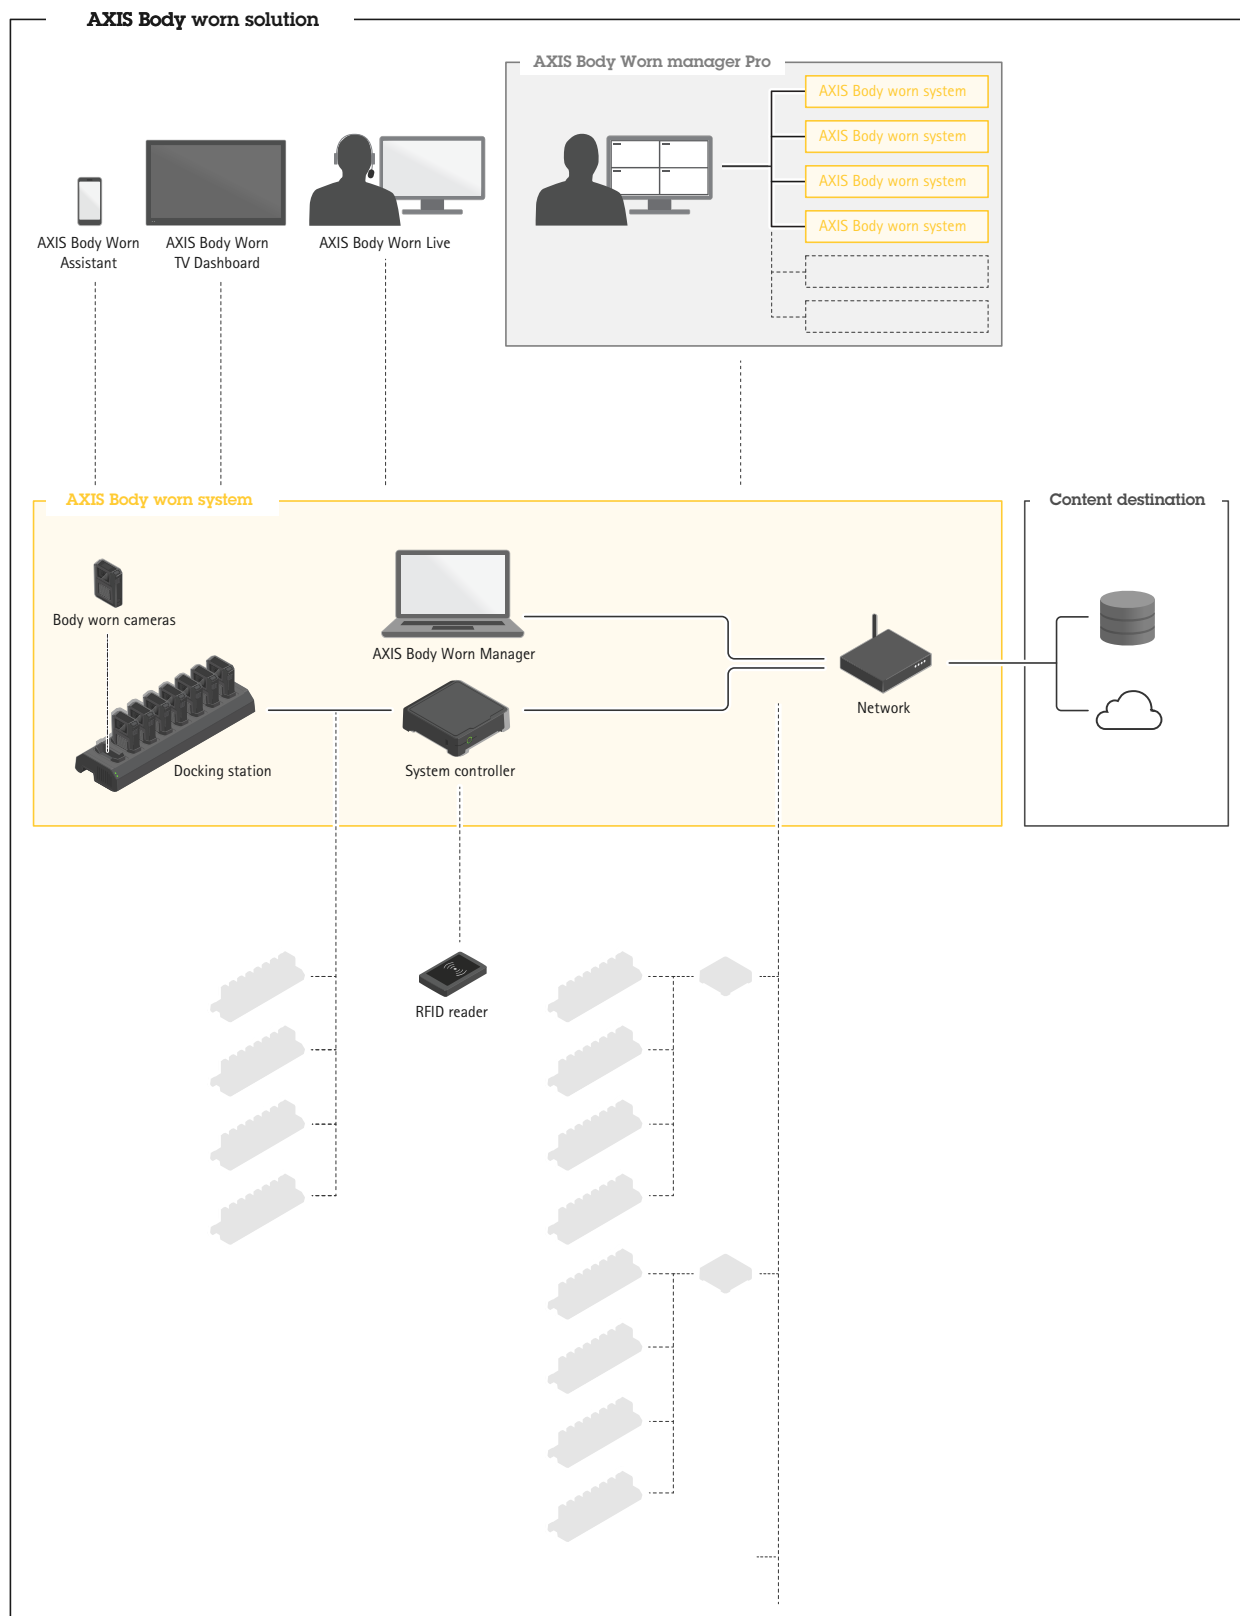 AXIS Body worn solution
AXIS Body Worn manager Pro
AXIS Body worn system
AXIS Body worn system
AXIS Body worn system
AXIS Body worn system
AXIS Body Worn
Assistant
AXIS Body Worn
TV Dashboard
AXIS Body Worn Live
AXIS Body worn system
Content destination
Body worn cameras
AXIS Body Worn Manager
Network
Docking station
System controller
RFID reader